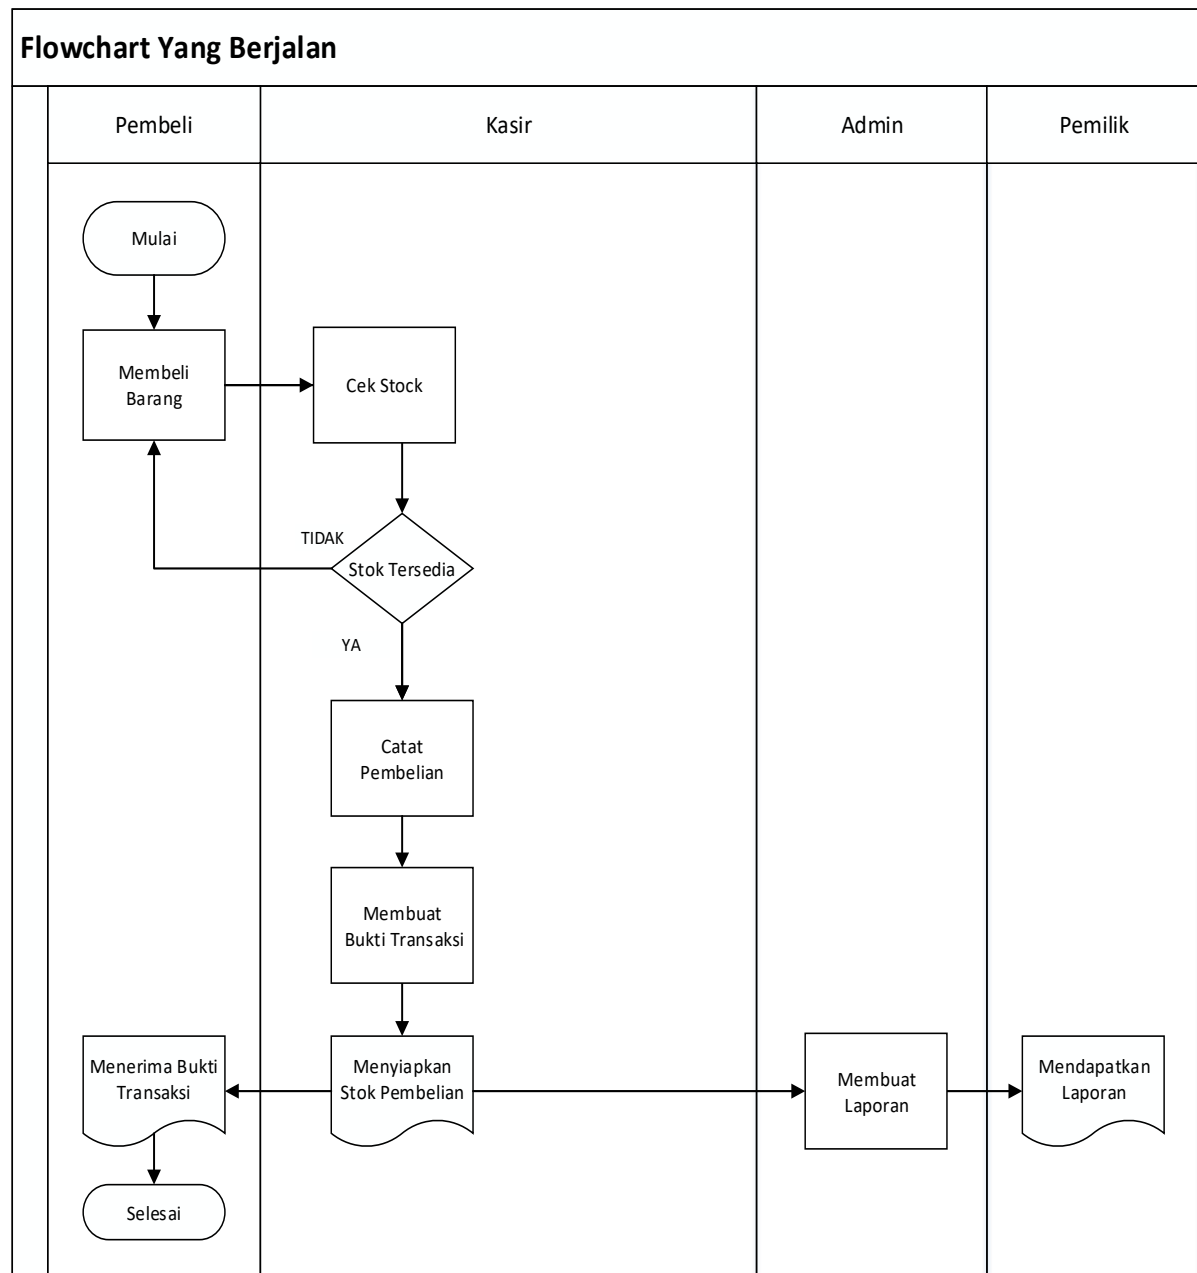 Flowchart Yang Berjalan
Pembeli
Kasir
Admin
Pemilik
Mulai
Membeli
Barang
Cek Stock
TIDAK
Stok Tersedia
YA
Catat
Pembelian
Membuat
Bukti Transaksi
Menerima Bukti
Transaksi
Menyiapkan
Stok Pembelian
Membuat
Laporan
Mendapatkan
Laporan
Selesai